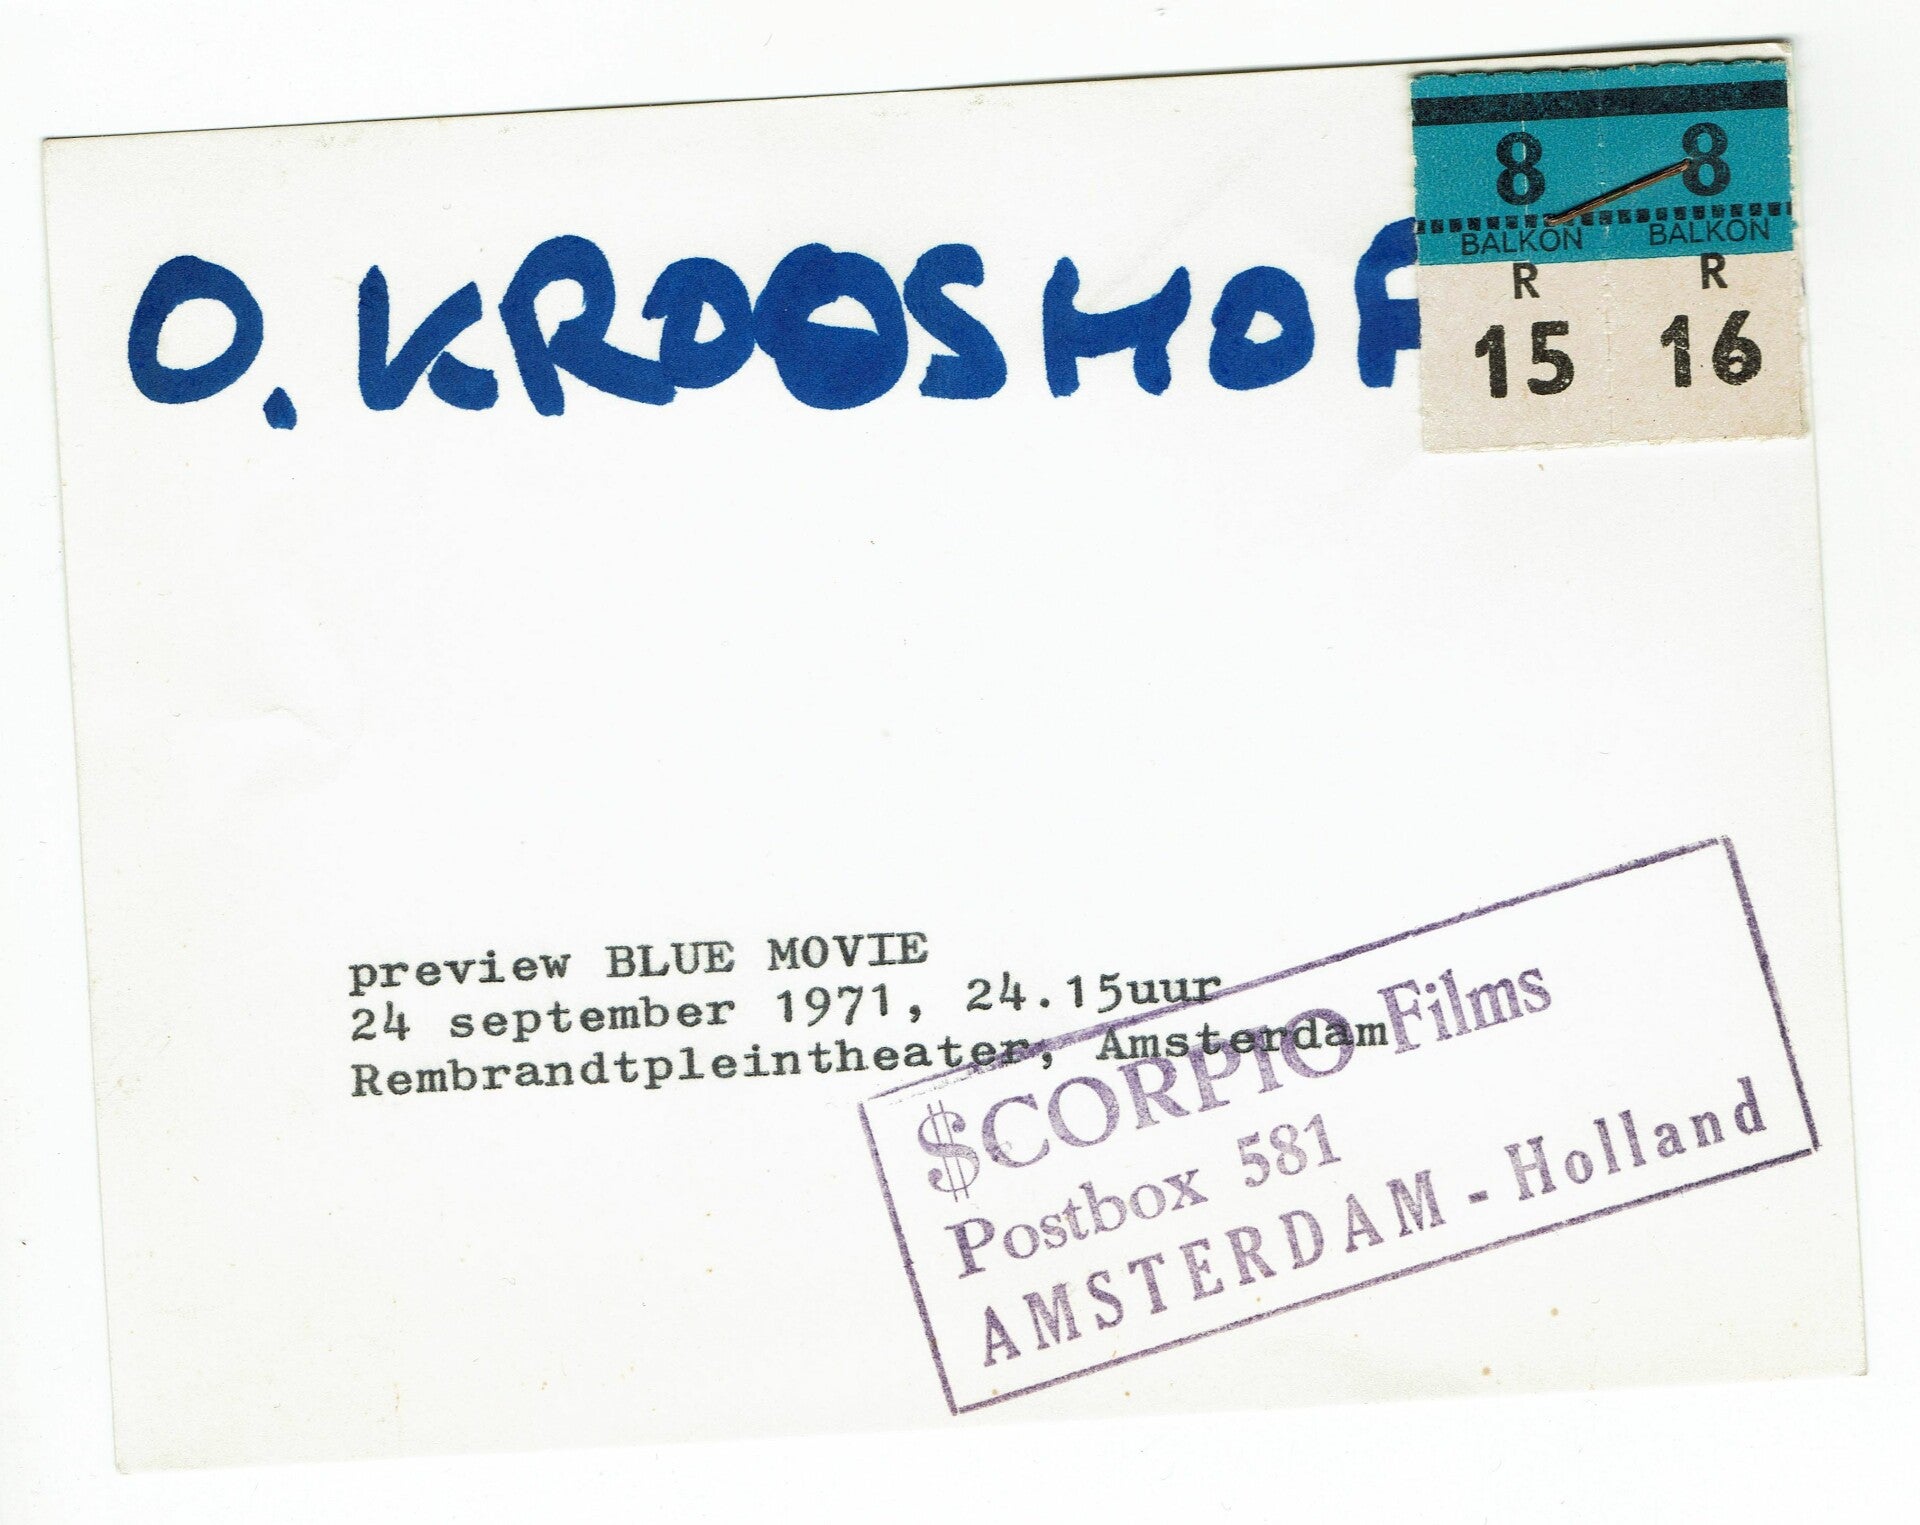 O. KROOSHOF
8 8
BALKON BALKON
R R
15 16
preview BLUE MOVIE
24 september 1971, 24.15uur
Rembrandtpleintheater, Amsterdam
$CORPIO Films
Postbox 581
AMSTERDAM - Holland